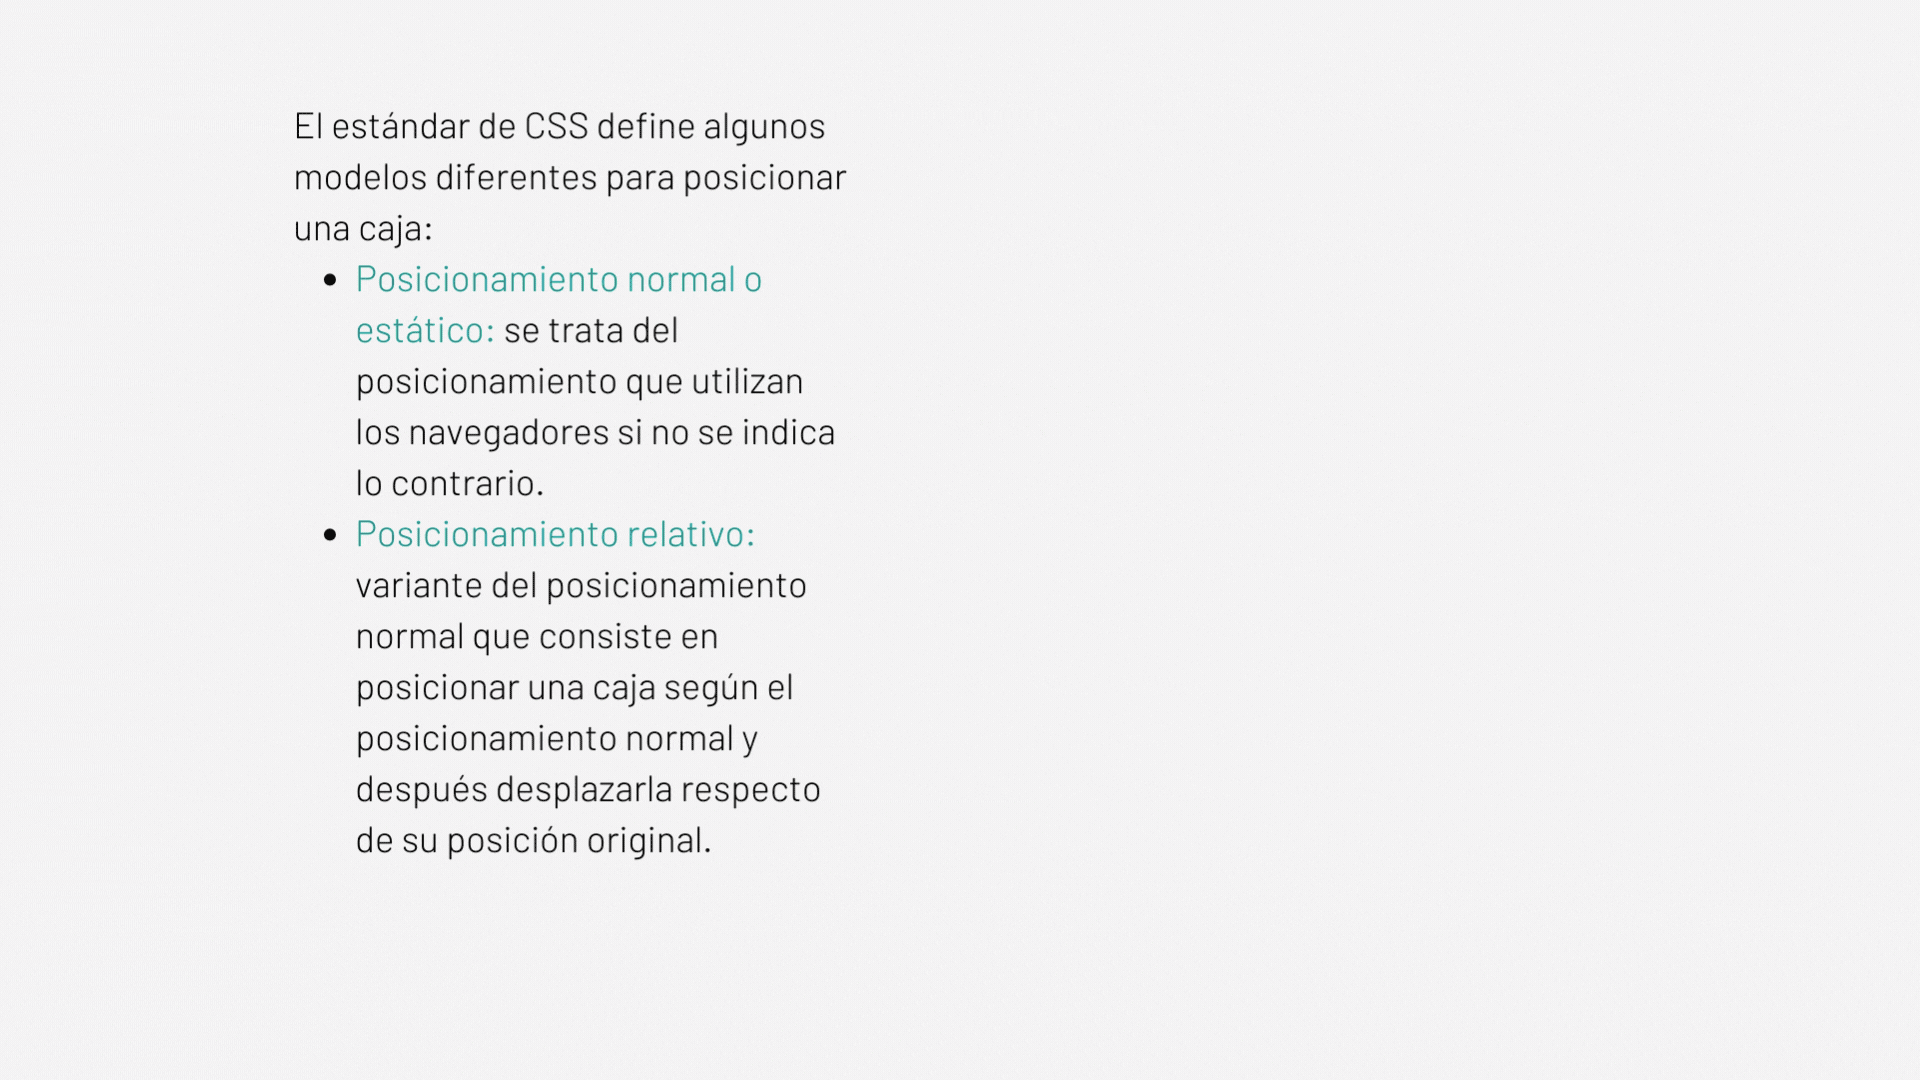 El estándar de CSS define algunos
modelos diferentes para posicionar
una caja:
• Posicionamiento normal o
estático: se trata del
posicionamiento que utilizan
los navegadores si no se indica
lo contrario.
• Posicionamiento relativo:
variante del posicionamiento
normal que consiste en
posicionar una caja según el
posicionamiento normal y
después desplazarla respecto
de su posición original.